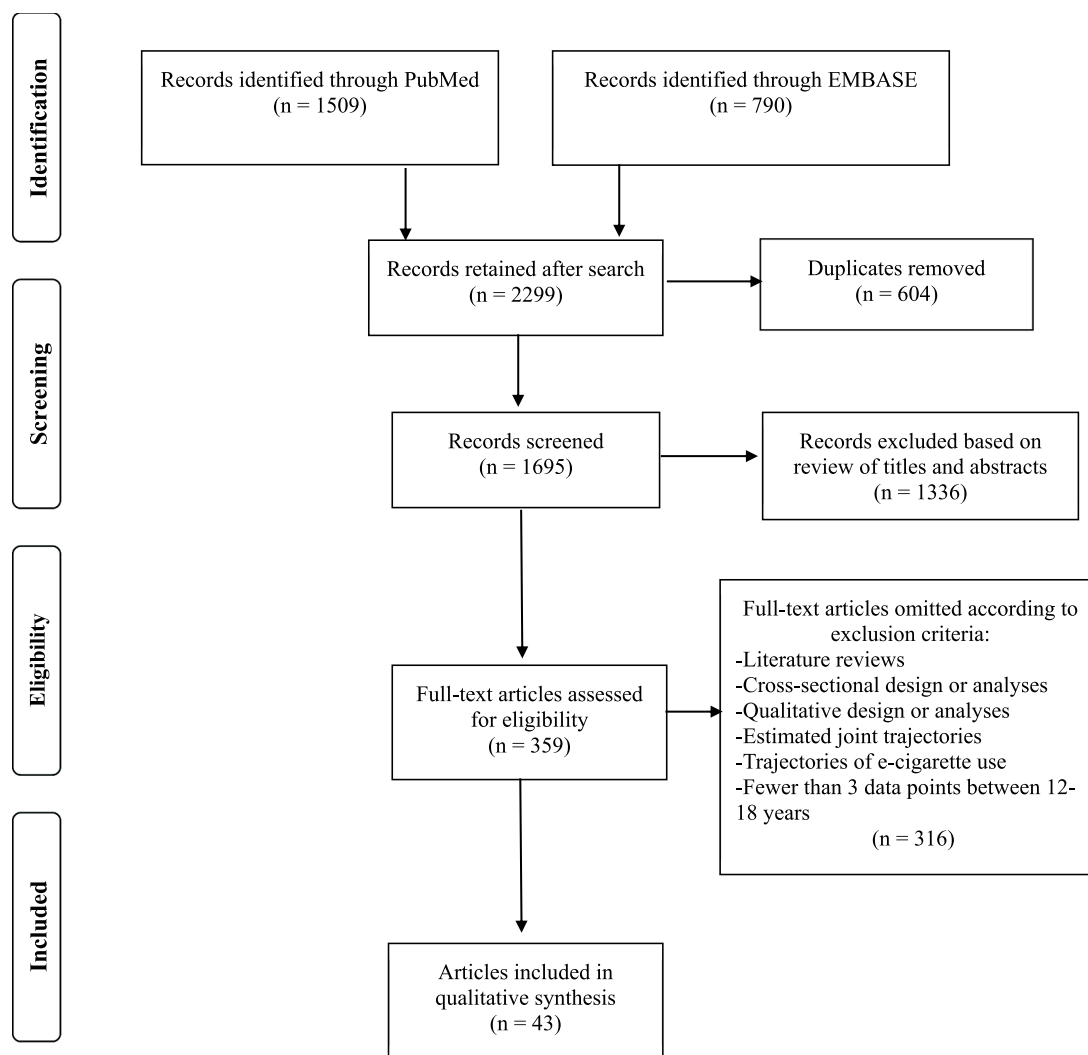 Identification
Records identified through PubMed
(n = 1509)
Records identified through EMBASE
(n = 790)
Records retained after search
(n = 2299)
Duplicates removed
(n = 604)
Screening
Records screened
(n = 1695)
Records excluded based on
review of titles and abstracts
(n = 1336)
Eligibility
Full-text articles assessed
for eligibility
(n = 359)
Full-text articles omitted according to
exclusion criteria:
-Literature reviews
-Cross-sectional design or analyses
-Qualitative design or analyses
-Estimated joint trajectories
-Trajectories of e-cigarette use
-Fewer than 3 data points between 12-
18 years
(n = 316)
Included
Articles included in
qualitative synthesis
(n = 43)